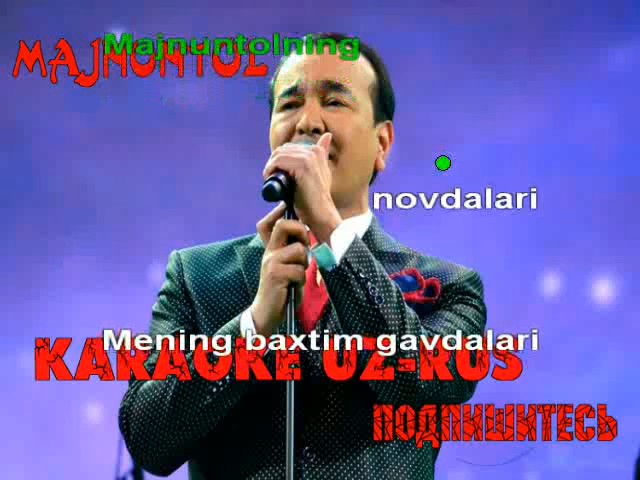 MAJNUNTOL
Majnuntolning
novdalari
Mening baxtim gavdalari
KARAOKE UZ-RUS
ПОДПИШИТЕСЬ